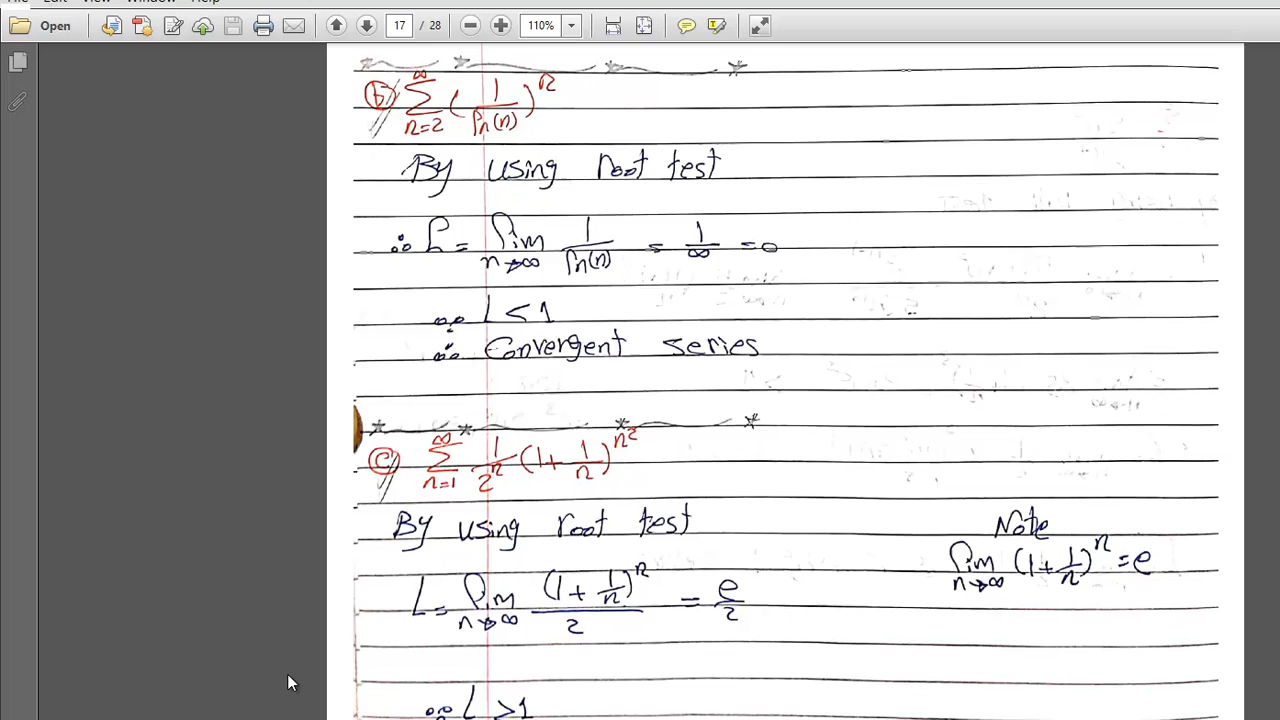 Open 17 / 28 110%
* * * *
(b) ∑_{n=2}^{∞} (1/ln(n))^n
By using root test
∴ L = lim_{n→∞} 1/ln(n) = 1/∞ = 0
∵ L < 1
∴ Convergent series
* * * *
(c) ∑_{n=1}^{∞} 1/2^n (1+1/n)^{n^2}
By using root test
Note
lim_{n→∞} (1+1/n)^n = e
L = lim_{n→∞} (1+1/n)^n / 2 = e/2
∵ L > 1